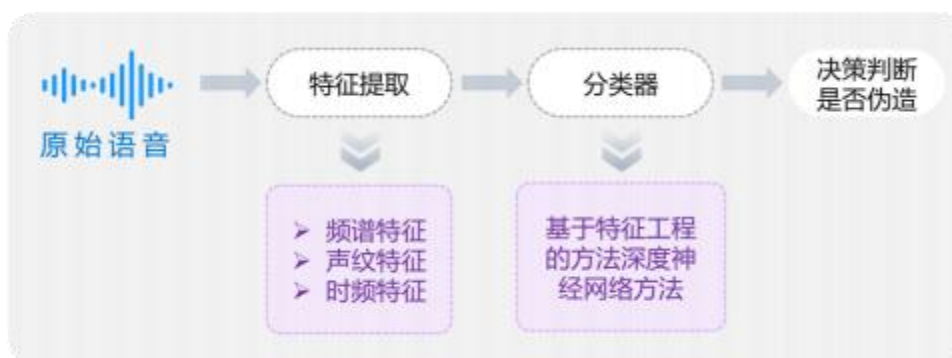 原始语音
特征提取
分类器
决策判断
是否伪造
➢ 频谱特征
➢ 声纹特征
➢ 时频特征
基于特征工程
的方法深度神
经网络方法